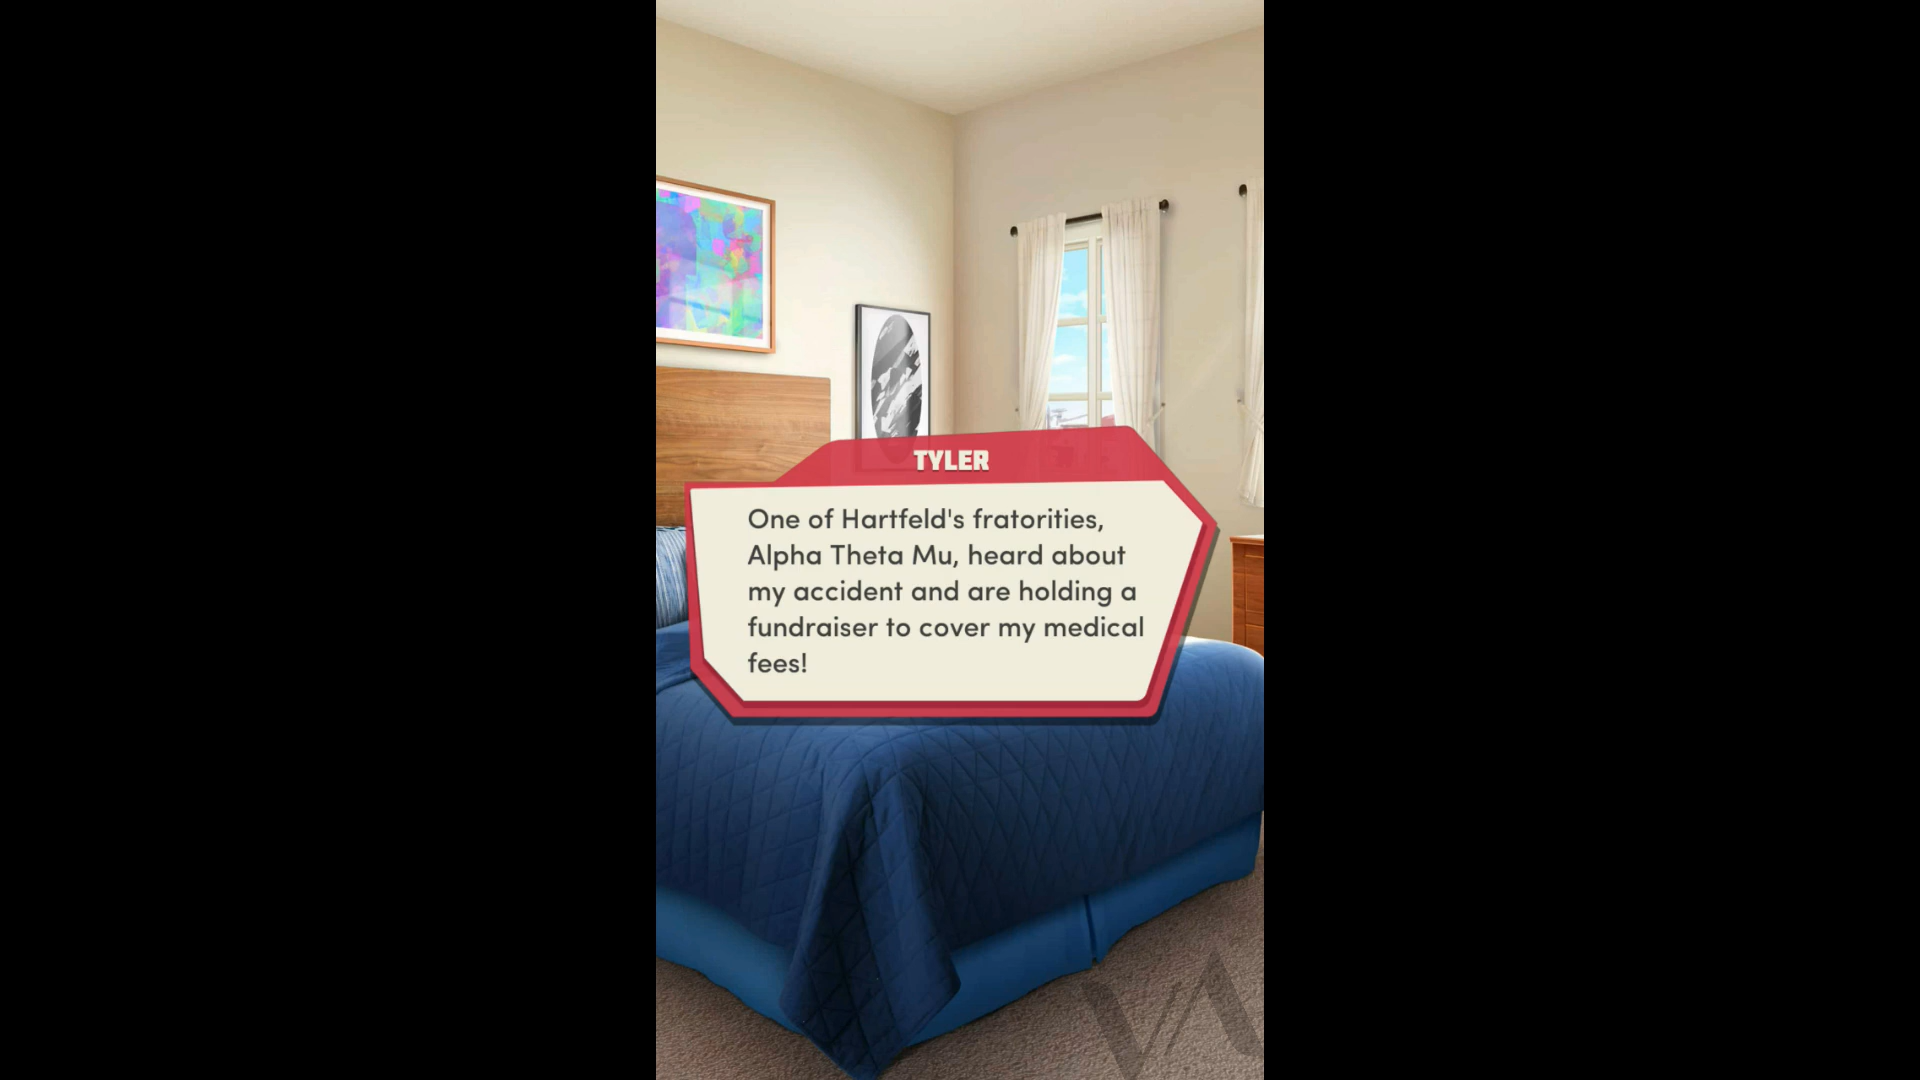 TYLER
One of Hartfeld's fratorities,
Alpha Theta Mu, heard about
my accident and are holding a
fundraiser to cover my medical
fees!